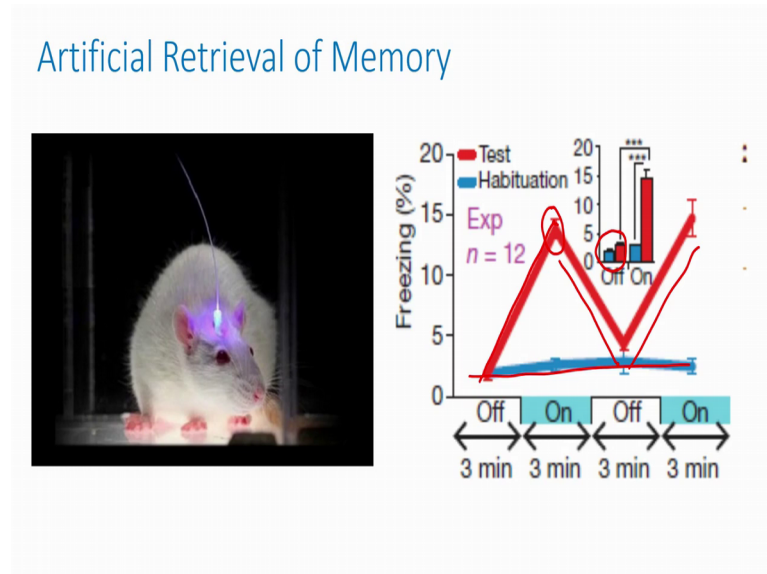 Artificial Retrieval of Memory
Freezing (%)
20
15
10
5
0
Test
Habituation
Exp
n = 12
20
15
10
5
0
***
***
Off On
Off On Off On
3 min 3 min 3 min 3 min